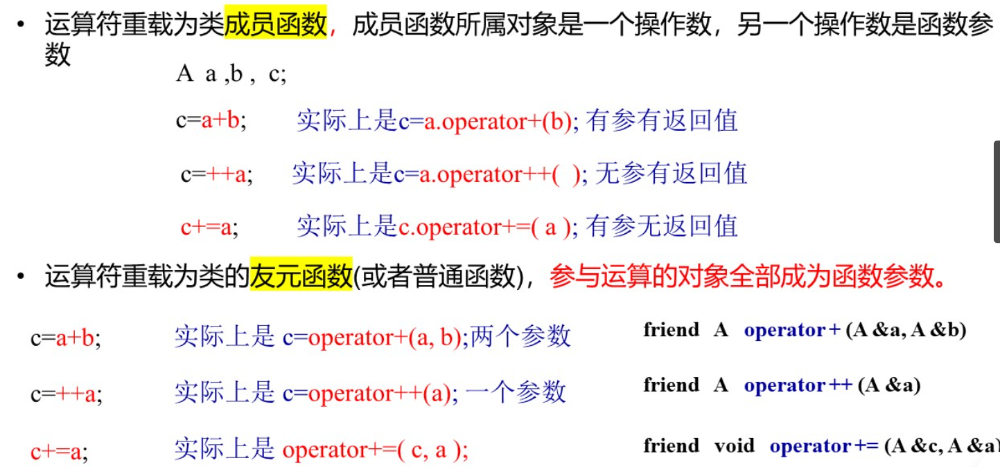 • 运算符重载为类成员函数，成员函数所属对象是一个操作数，另一个操作数是函数参
数
A a ,b , c;
c=a+b; 实际上是c=a.operator+(b); 有参有返回值
c=++a; 实际上是c=a.operator++( ); 无参有返回值
c+=a; 实际上是c.operator+=( a ); 有参无返回值
• 运算符重载为类的友元函数(或者普通函数)，参与运算的对象全部成为函数参数。
c=a+b; 实际上是 c=operator+(a, b);两个参数 friend A operator + (A &a, A &b)
c=++a; 实际上是 c=operator++(a); 一个参数 friend A operator ++ (A &a)
c+=a; 实际上是 operator+=( c, a ); friend void operator += (A &c, A &a)